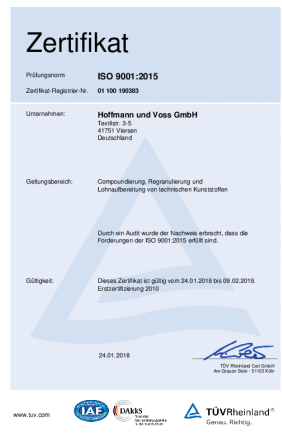 Zertifikat
Prüfungsnorm ISO 9001:2015
Zertifikat-Registrier-Nr. 01 100 190383
Unternehmen: Hoffmann und Voss GmbH
Textilstr. 3-5
41751 Viersen
Deutschland
Geltungsbereich: Compoundierung, Regranulierung und
Lohnaufbereitung von technischen Kunststoffen
Durch ein Audit wurde der Nachweis erbracht, dass die
Forderungen der ISO 9001:2015 erfüllt sind.
Gültigkeit: Dieses Zertifikat ist gültig vom 24.01.2018 bis 09.02.2019.
Erstzertifizierung 2010
24.01.2018
TÜV Rheinland Cert GmbH
Am Grauen Stein · 51105 Köln
www.tuv.com
IAF
DAkkS
Deutsche
Akkreditierungsstelle
TÜVRheinland®
Genau. Richtig.